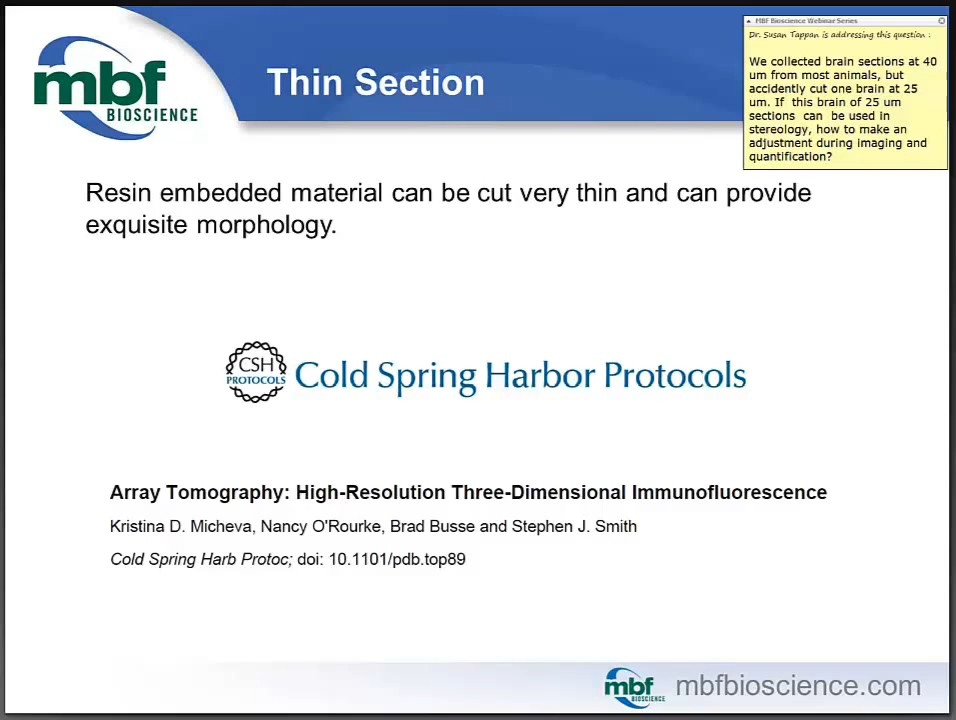 mbf
BIOSCIENCE
Thin Section
MBF Bioscience Webinar Series
Dr. Susan Tappan is addressing this question :
We collected brain sections at 40
um from most animals, but
accidently cut one brain at 25
um. If this brain of 25 um
sections can be used in
stereology, how to make an
adjustment during imaging and
quantification?
Resin embedded material can be cut very thin and can provide
exquisite morphology.
CSH
PROTOCOLS
Cold Spring Harbor Protocols
Array Tomography: High-Resolution Three-Dimensional Immunofluorescence
Kristina D. Micheva, Nancy O'Rourke, Brad Busse and Stephen J. Smith
Cold Spring Harb Protoc; doi: 10.1101/pdb.top89
mbf
BIOSCIENCE
mbfbioscience.com